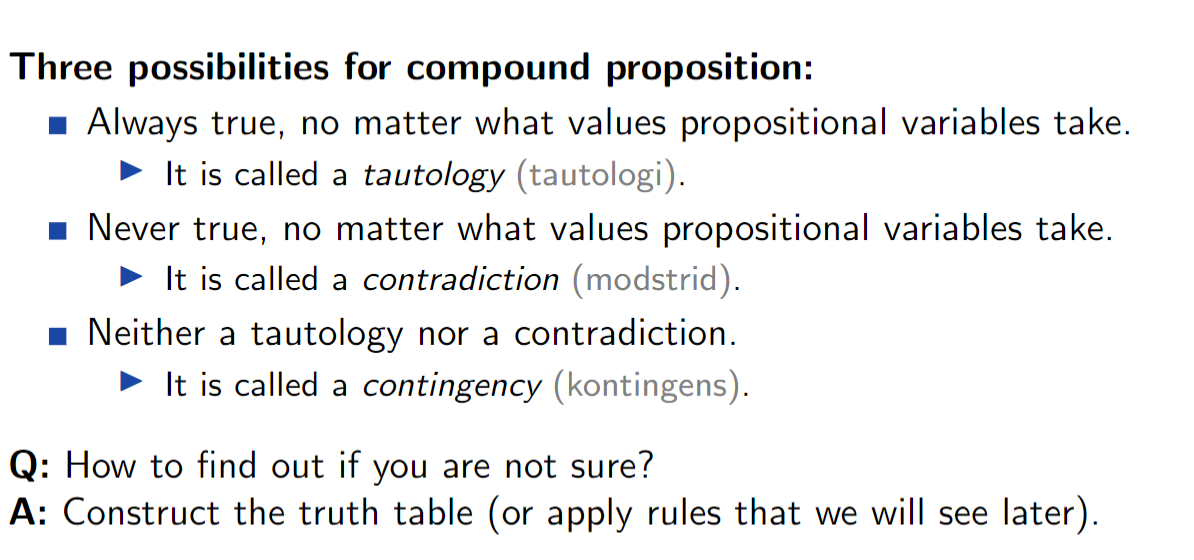 Three possibilities for compound proposition:
Always true, no matter what values propositional variables take.
It is called a tautology (tautologi).
Never true, no matter what values propositional variables take.
It is called a contradiction (modstrid).
Neither a tautology nor a contradiction.
It is called a contingency (kontingens).
Q: How to find out if you are not sure?
A: Construct the truth table (or apply rules that we will see later).